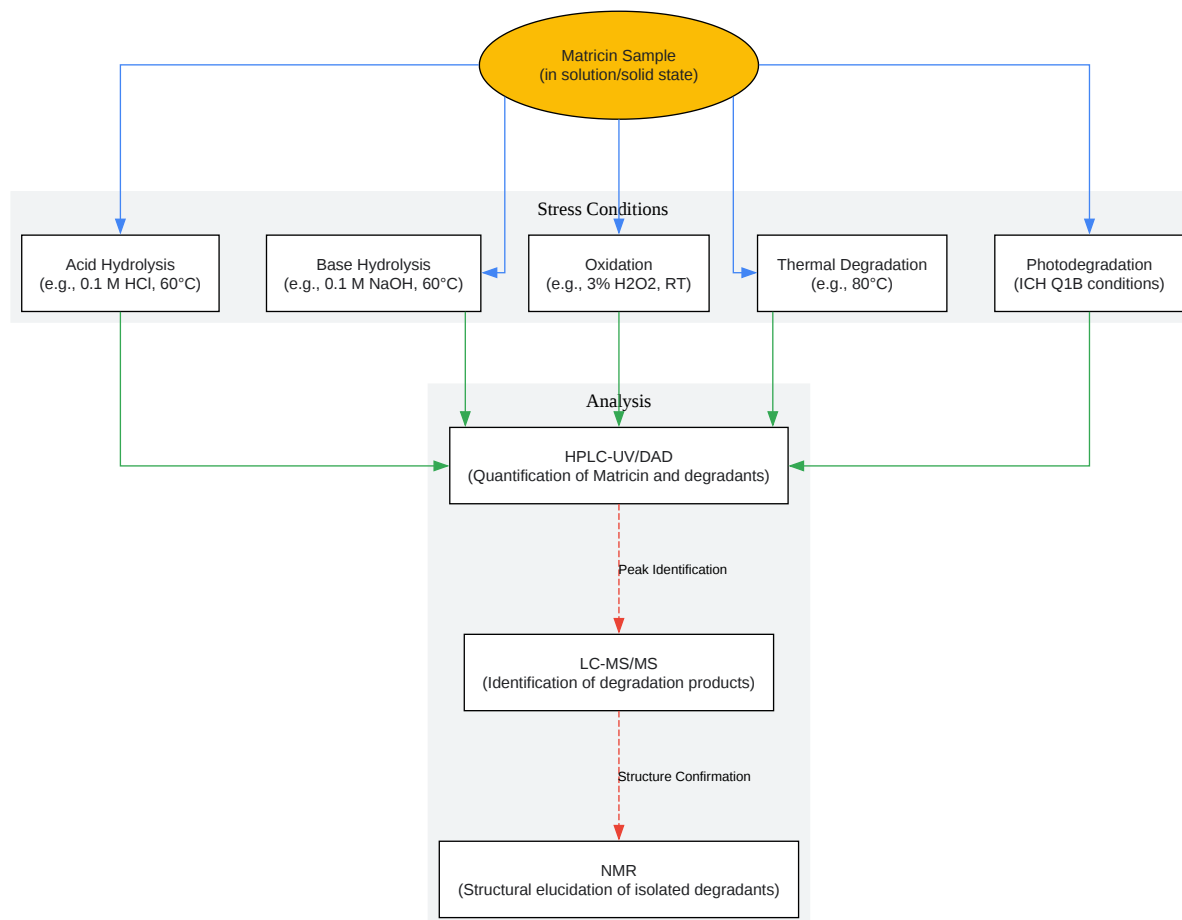 Matricin Sample
(in solution/solid state)
Stress Conditions
Acid Hydrolysis
(e.g., 0.1 M HCl, 60°C)
Base Hydrolysis
(e.g., 0.1 M NaOH, 60°C)
Oxidation
(e.g., 3% H2O2, RT)
Thermal Degradation
(e.g., 80°C)
Photodegradation
(ICH Q1B conditions)
Analysis
HPLC-UV/DAD
(Quantification of Matricin and degradants)
Peak Identification
LC-MS/MS
(Identification of degradation products)
Structure Confirmation
NMR
(Structural elucidation of isolated degradants)